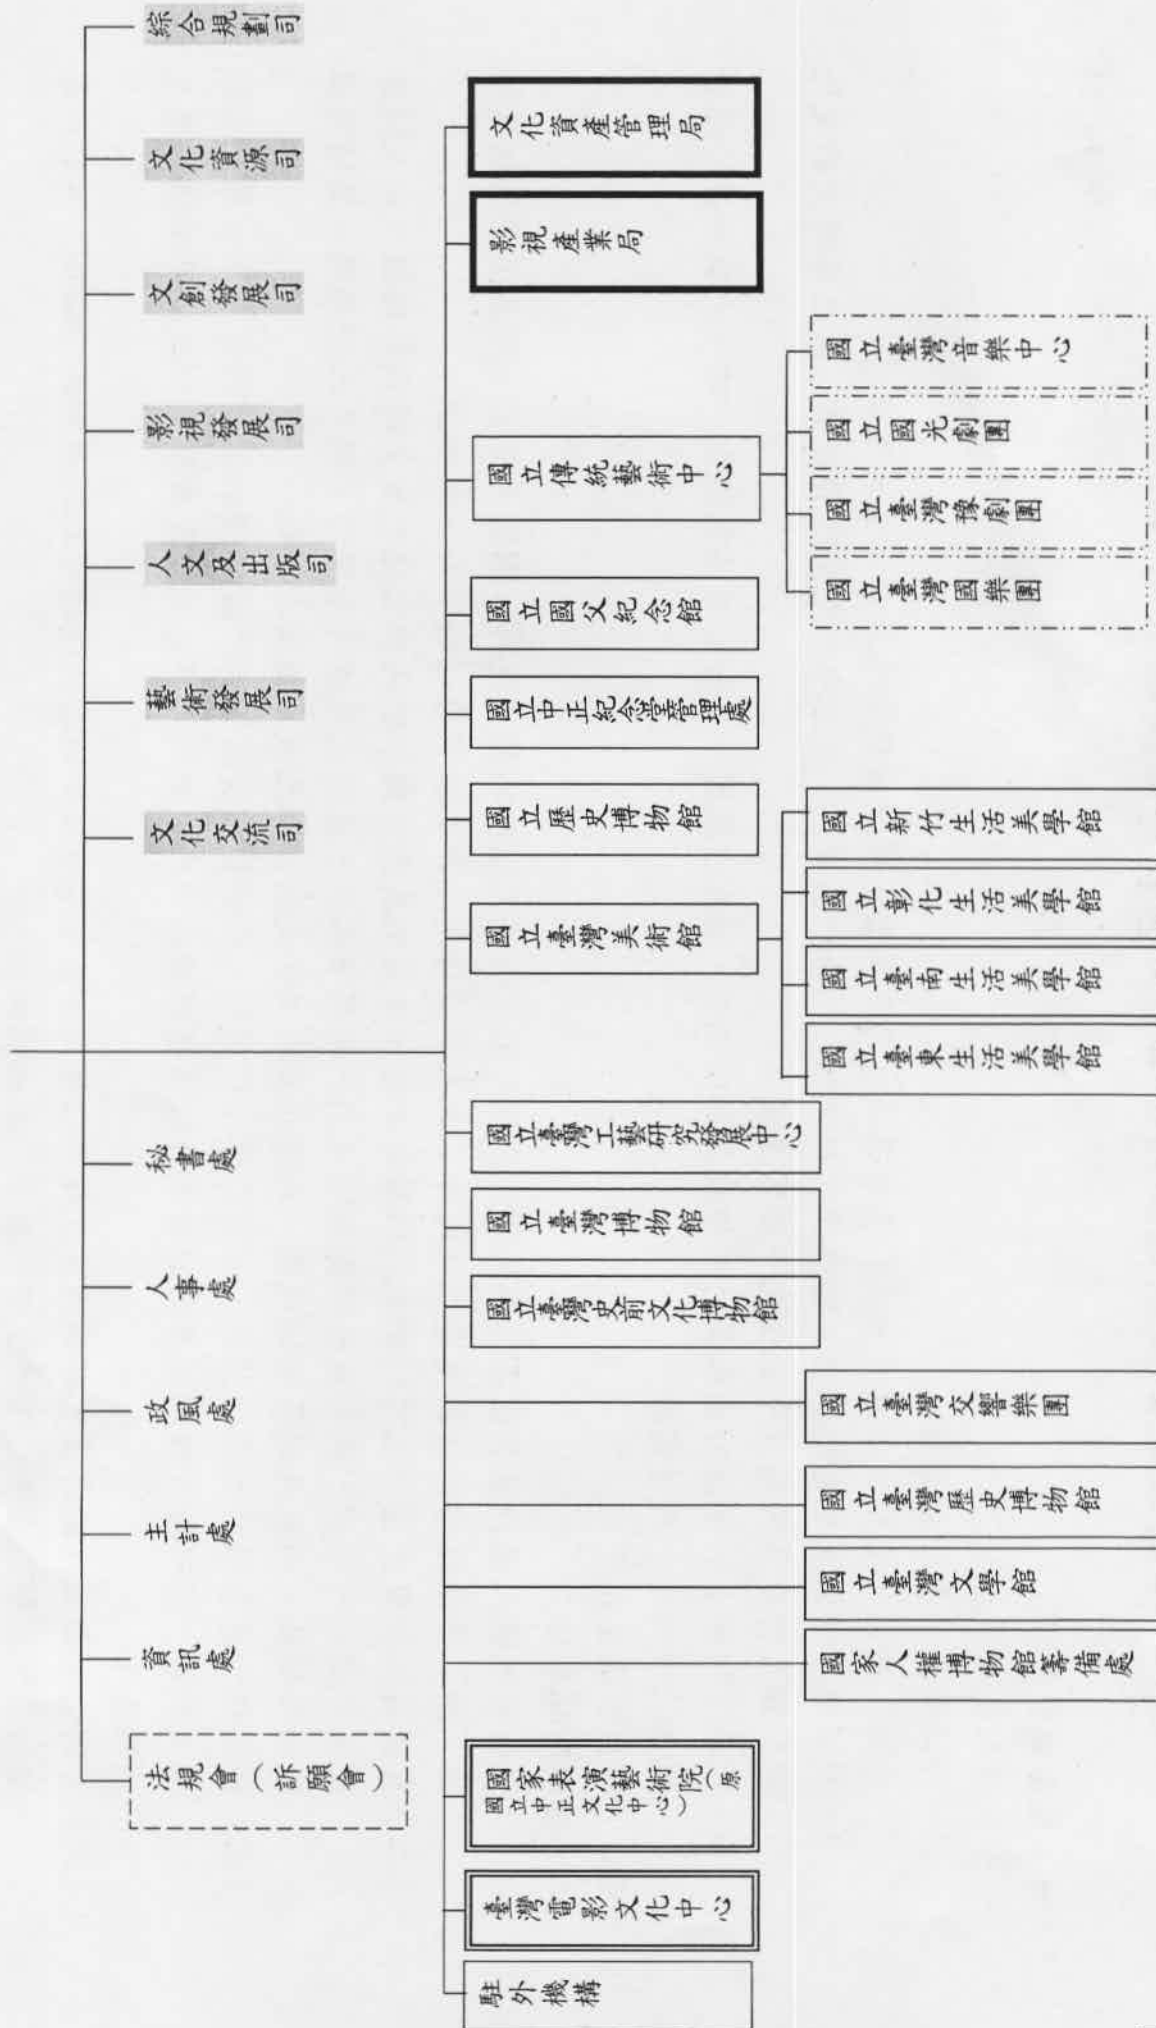 綜合規劃司
文化資源司
文創發展司
影視發展司
人文及出版司
藝術發展司
文化交流司
秘書處
人事處
政風處
主計處
資訊處
法規會（訴願會）
文化資產管理局
影視產業局
國立傳統藝術中心
國立臺灣音樂中心
國立國光劇團
國立臺灣豫劇團
國立臺灣國樂團
國立國父紀念館
國立中正紀念堂管理處
國立歷史博物館
國立臺灣美術館
國立新竹生活美學館
國立彰化生活美學館
國立臺南生活美學館
國立臺東生活美學館
國立臺灣工藝研究發展中心
國立臺灣博物館
國立臺灣史前文化博物館
國立臺灣交響樂團
國立臺灣歷史博物館
國立臺灣文學館
國家人權博物館籌備處
國家表演藝術院（原
國立中正文化中心）
臺灣電影文化中心
駐外機構